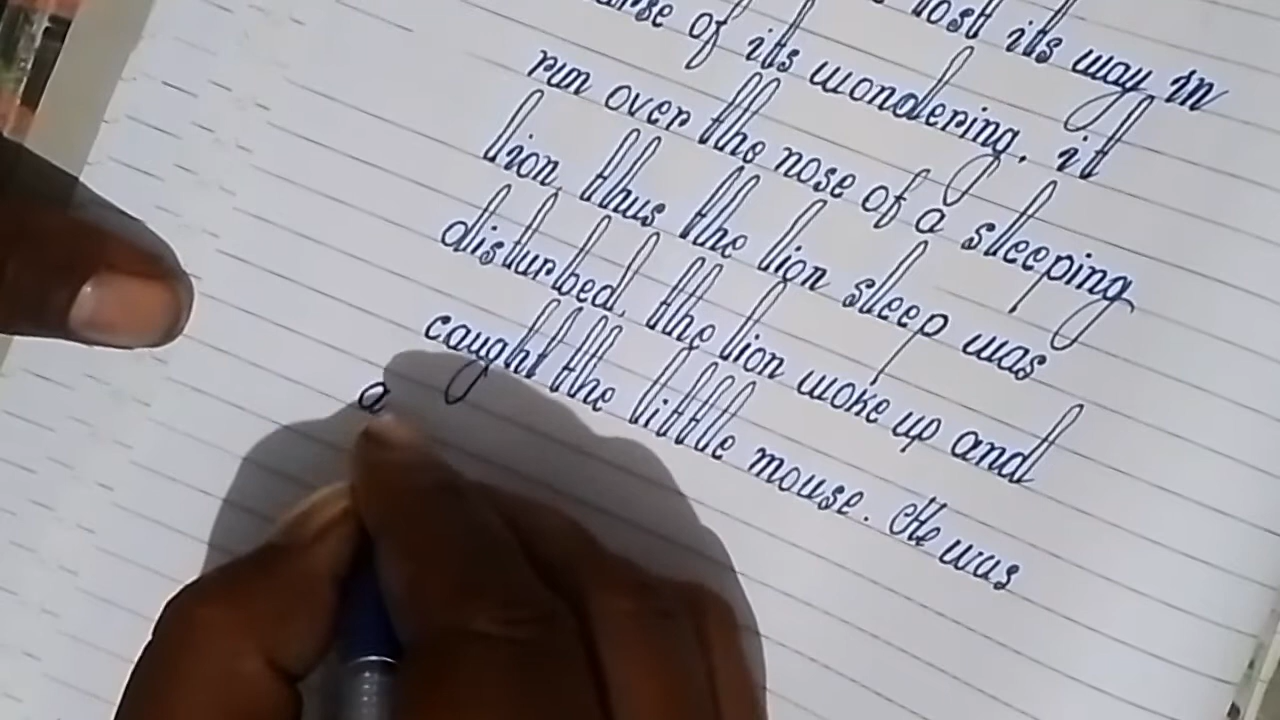 lost its way in
of its wondering, it
run over the nose of a sleeping
lion, thus the lion sleep was
disturbed, the lion woke up and
caught the little mouse. He was
a